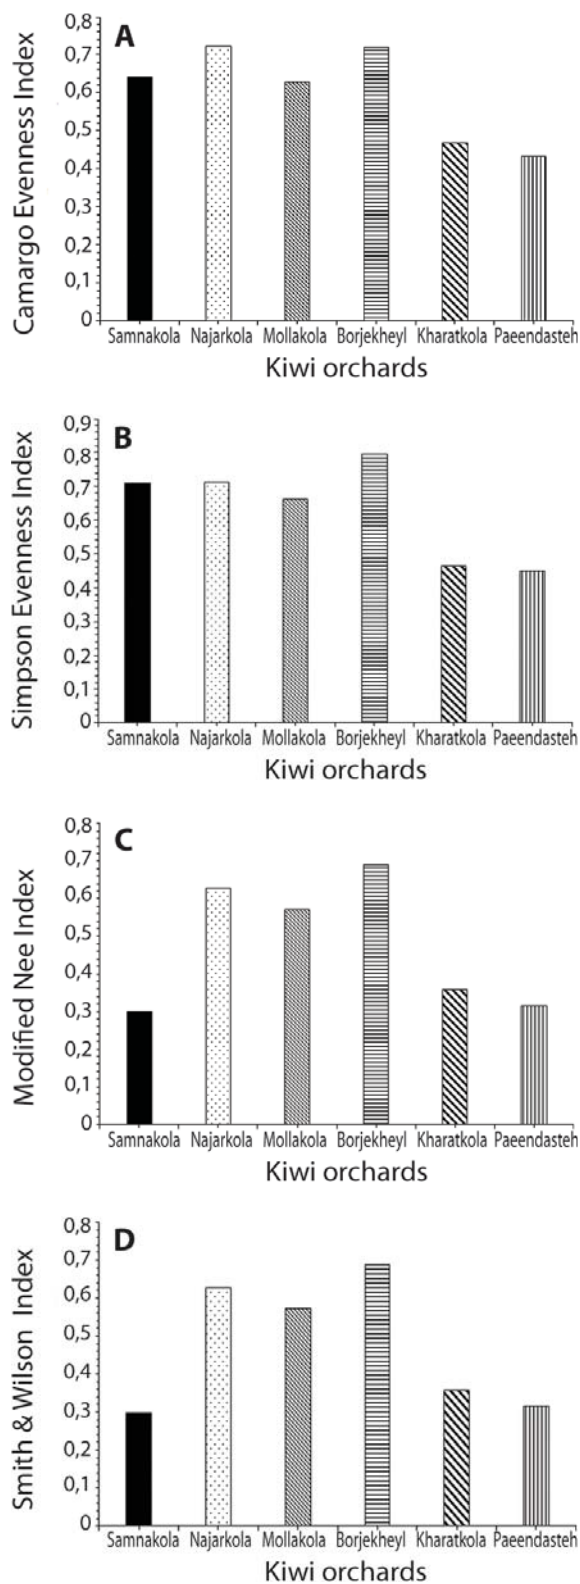 A
Camargo Evenness Index
0,8
0,7
0,6
0,5
0,4
0,3
0,2
0,1
0
Samnakola Najarkola Mollakola Borjekheyl Kharatkola Paeendasteh
Kiwi orchards
B
Simpson Evenness Index
0,9
0,8
0,7
0,6
0,5
0,4
0,3
0,2
0,1
0
Samnakola Najarkola Mollakola Borjekheyl Kharatkola Paeendasteh
Kiwi orchards
C
Modified Nee Index
0,8
0,7
0,6
0,5
0,4
0,3
0,2
0,1
0
Samnakola Najarkola Mollakola Borjekheyl Kharatkola Paeendasteh
Kiwi orchards
D
Smith & Wilson Index
0,8
0,7
0,6
0,5
0,4
0,3
0,2
0,1
0
Samnakola Najarkola Mollakola Borjekheyl Kharatkola Paeendasteh
Kiwi orchards